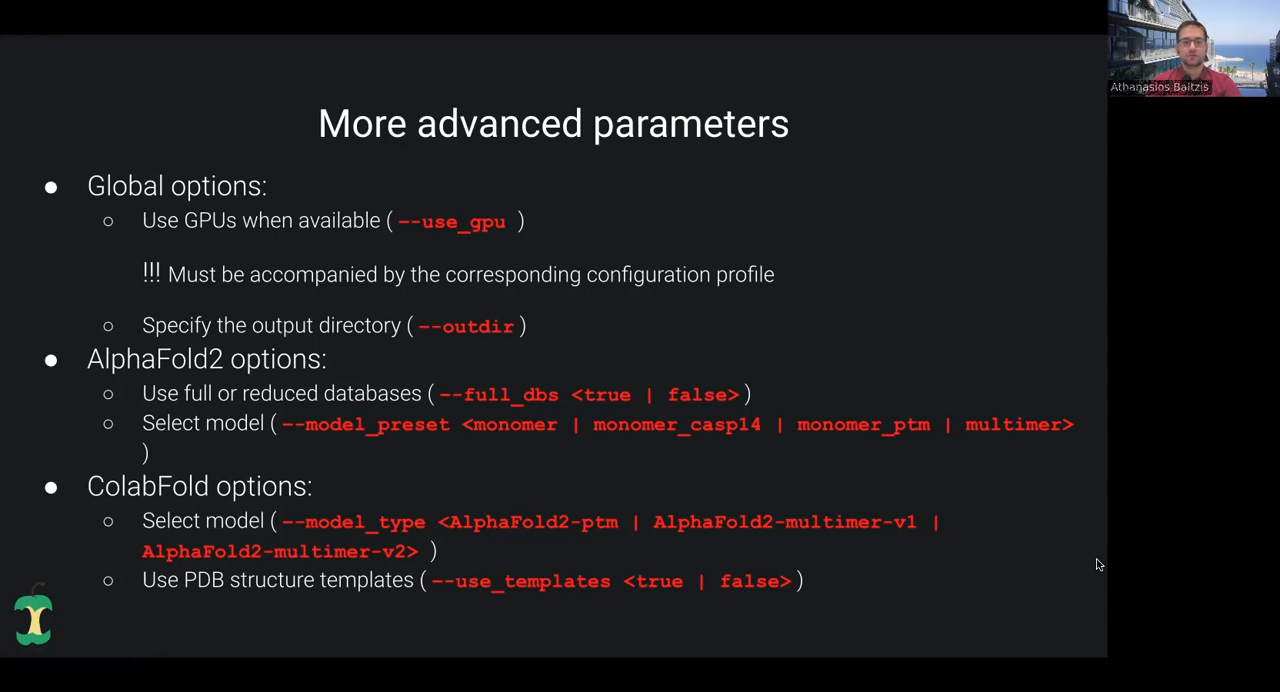 More advanced parameters
● Global options:
○ Use GPUs when available ( --use_gpu )
!!! Must be accompanied by the corresponding configuration profile
○ Specify the output directory ( --outdir )
● AlphaFold2 options:
○ Use full or reduced databases ( --full_dbs <true | false> )
○ Select model ( --model_preset <monomer | monomer_casp14 | monomer_ptm | multimer>
)
● ColabFold options:
○ Select model ( --model_type <AlphaFold2-ptm | AlphaFold2-multimer-v1 |
AlphaFold2-multimer-v2> )
○ Use PDB structure templates ( --use_templates <true | false> )
Athanasios Baltzis